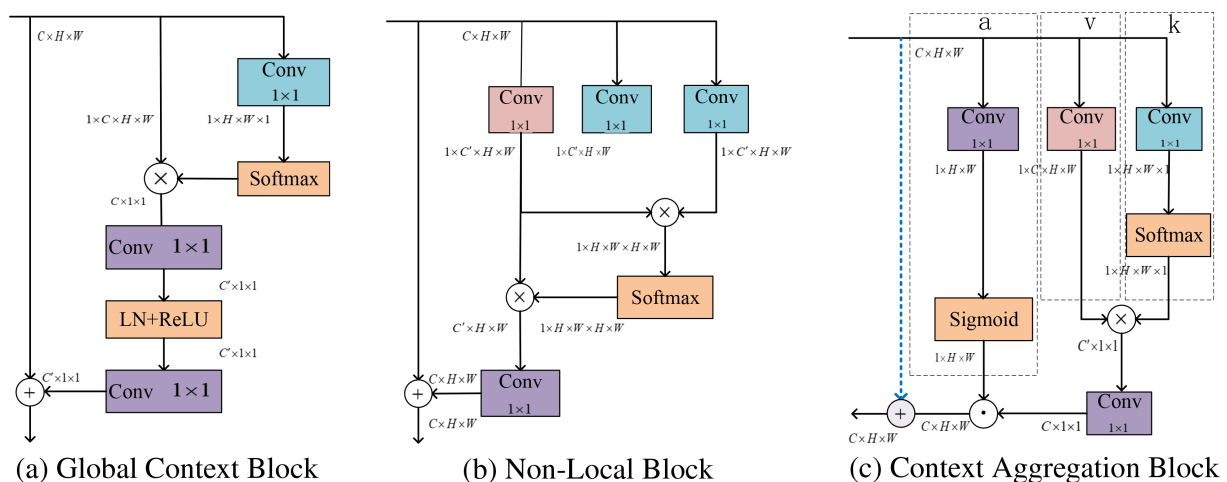 C×H×W
Conv
1×1
1×C×H×W
1×H×W×1
×
Softmax
C×1×1
Conv 1×1
C'×1×1
LN+ReLU
C'×1×1
Conv 1×1
C'×1×1
+
(a) Global Context Block
C×H×W
Conv
1×1
Conv
1×1
Conv
1×1
1×C'×H×W
1×C'×H×W
1×C'×H×W
×
1×H×W×H×W
×
Softmax
C'×H×W
1×H×W×H×W
C×H×W
Conv
1×1
+
C×H×W
(b) Non-Local Block
a
v
k
C×H×W
Conv
1×1
Conv
1×1
Conv
1×1
1×H×W
1×C'×H×W
1×H×W×1
Softmax
1×H×W×1
Sigmoid
×
1×H×W
C'×1×1
Conv
1×1
+
C×H×W
C×H×W
C×1×1
(c) Context Aggregation Block